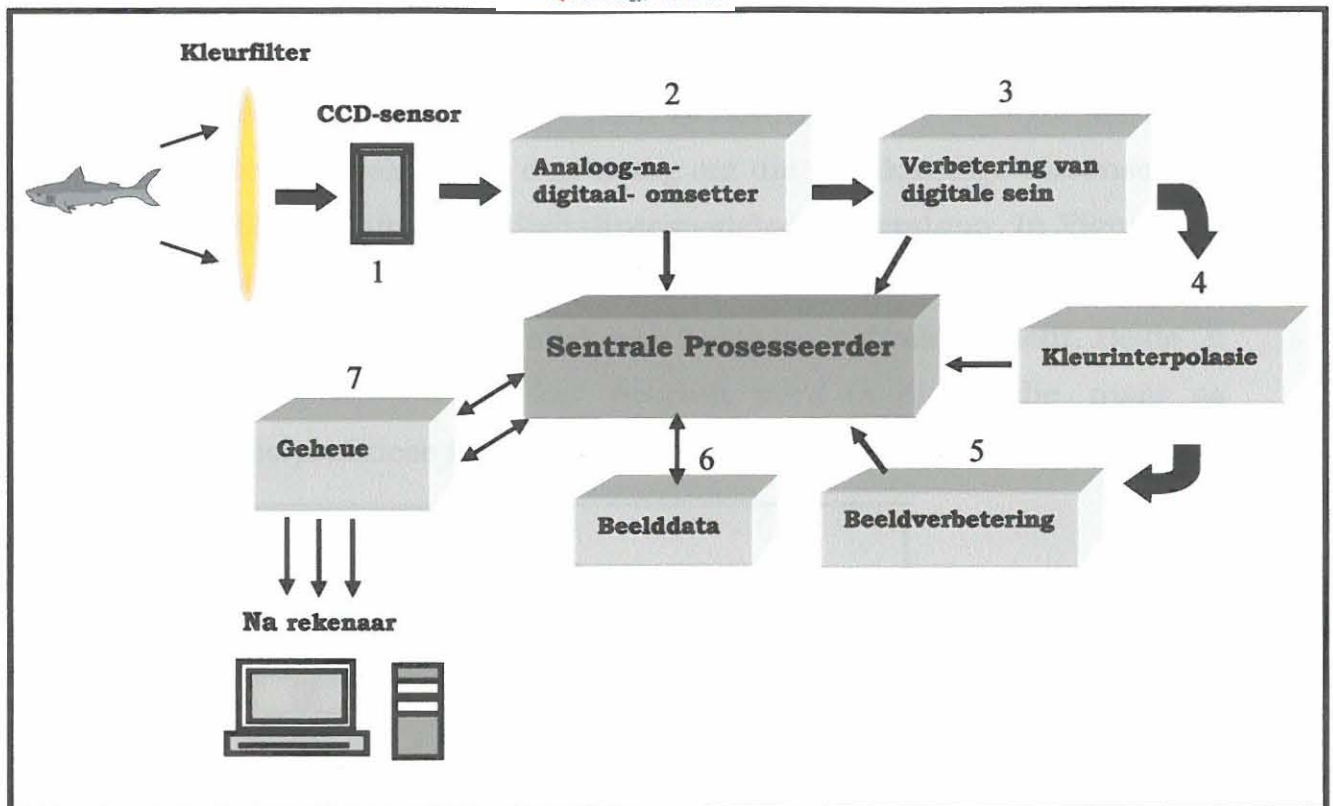 Kleurfilter
CCD-sensor
1
2
Analoog-na-
digitaal- omsetter
3
Verbetering van
digitale sein
4
Kleurinterpolasie
Sentrale Prosesseerder
5
Beeldverbetering
6
Beelddata
7
Geheue
Na rekenaar